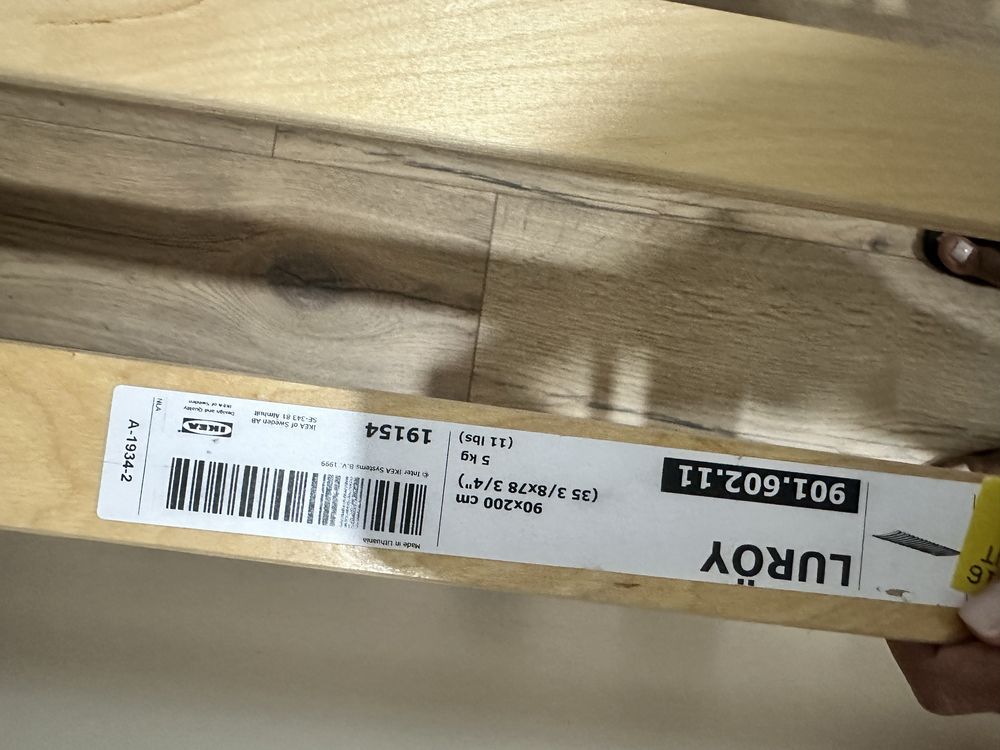 LURÖY
901.602.11
90x200 cm
(35 3/8x78 3/4")
5 kg
(11 lbs)
Made in Lithuania
© Inter IKEA Systems B.V. 1999
19154
IKEA of Sweden AB
SE-343 81 Älmhult
IKEA
Design and Quality
IKEA of Sweden
A-1934-2